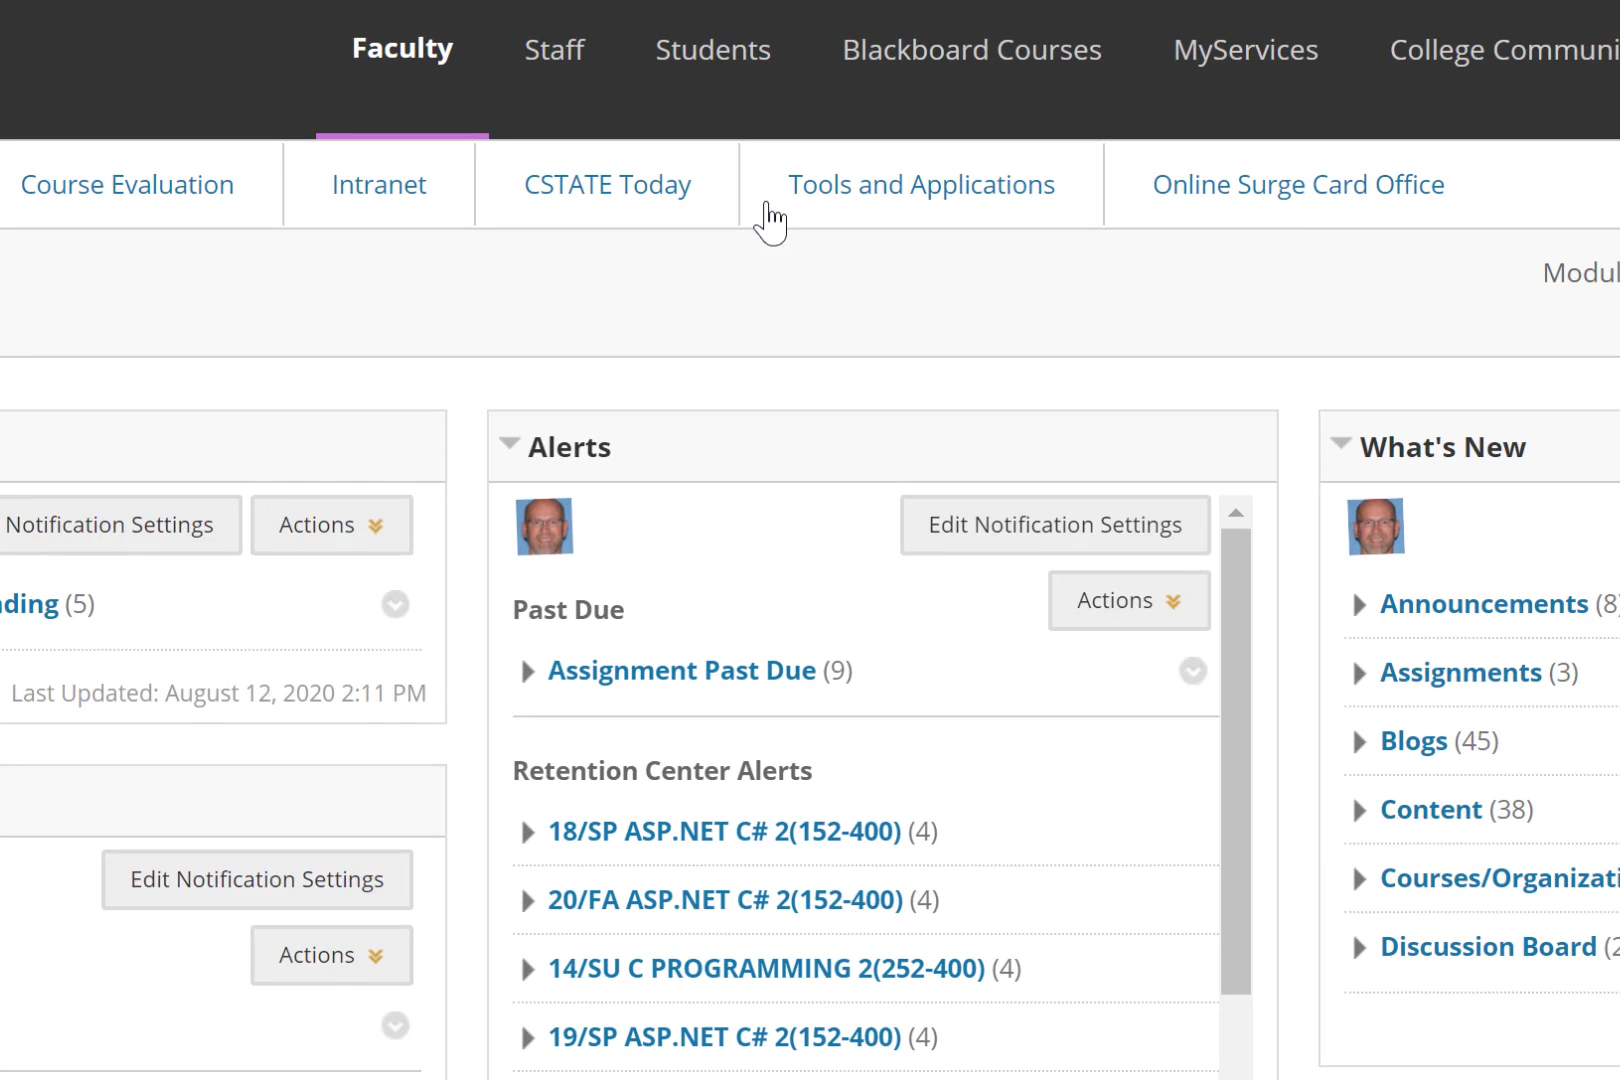 Faculty Staff Students Blackboard Courses MyServices College Communi
Course Evaluation Intranet CSTATE Today Tools and Applications Online Surge Card Office
Modul
Notification Settings Actions
ding (5)
Last Updated: August 12, 2020 2:11 PM
Edit Notification Settings
Actions
Alerts
Edit Notification Settings
Actions
Past Due
Assignment Past Due (9)
Retention Center Alerts
18/SP ASP.NET C# 2(152-400) (4)
20/FA ASP.NET C# 2(152-400) (4)
14/SU C PROGRAMMING 2(252-400) (4)
19/SP ASP.NET C# 2(152-400) (4)
What's New
Announcements (8)
Assignments (3)
Blogs (45)
Content (38)
Courses/Organizati
Discussion Board (2